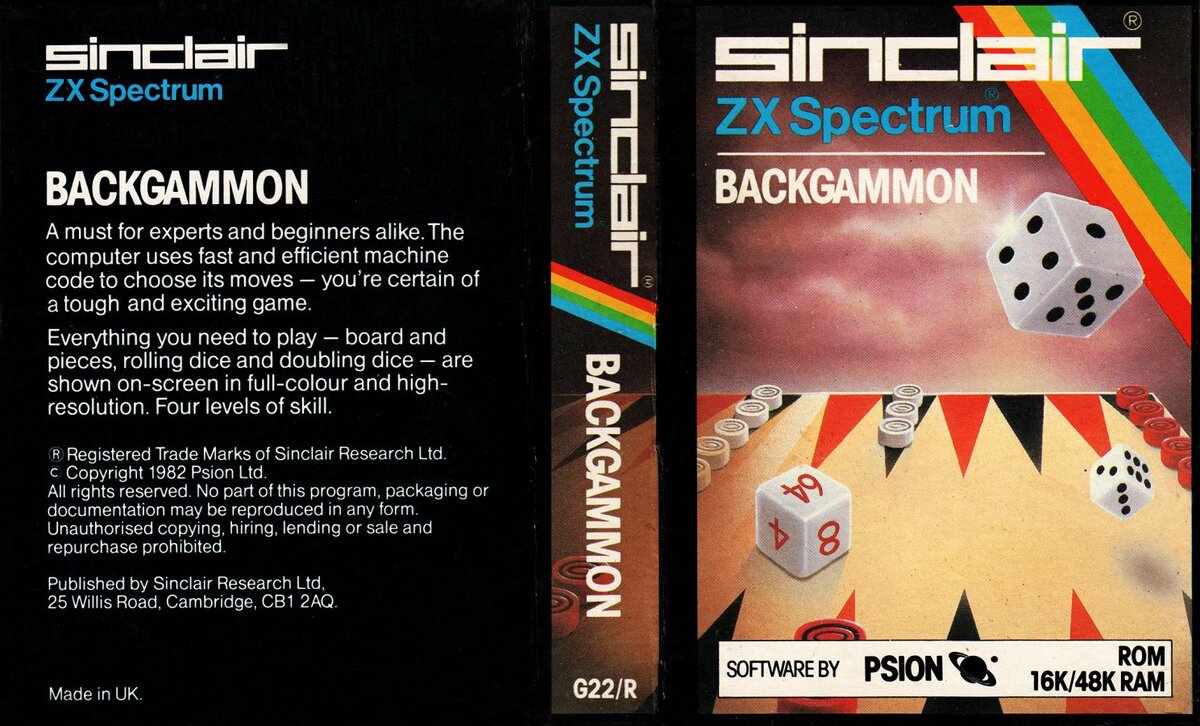 sinclair
ZX Spectrum
BACKGAMMON
A must for experts and beginners alike. The
computer uses fast and efficient machine
code to choose its moves – you're certain of
a tough and exciting game.
Everything you need to play – board and
pieces, rolling dice and doubling dice – are
shown on-screen in full-colour and high-
resolution. Four levels of skill.
® Registered Trade Marks of Sinclair Research Ltd.
© Copyright 1982 Psion Ltd.
All rights reserved. No part of this program, packaging or
documentation may be reproduced in any form.
Unauthorised copying, hiring, lending or sale and
repurchase prohibited.
Published by Sinclair Research Ltd,
25 Willis Road, Cambridge, CB1 2AQ.
Made in UK.
sinclair®
ZX Spectrum
BACKGAMMON
G22/R
sinclair®
ZX Spectrum®
BACKGAMMON
64
4 8
SOFTWARE BY PSION
ROM
16K/48K RAM